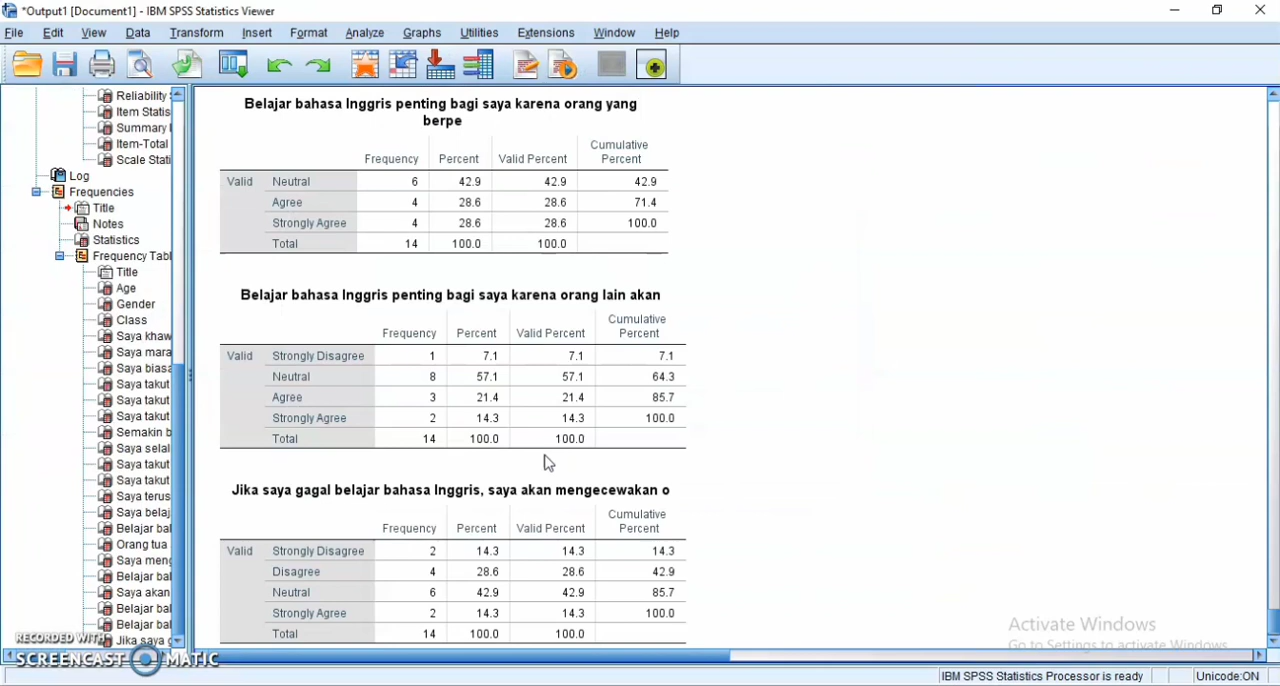 *Output1 [Document1] - IBM SPSS Statistics Viewer
File Edit View Data Transform Insert Format Analyze Graphs Utilities Extensions Window Help
Reliability
Item Statis
Summary
Item-Total
Scale Stati
Log
Frequencies
Title
Notes
Statistics
Frequency Tabl
Title
Age
Gender
Class
Saya khaw
Saya mara
Saya biasa
Saya takut
Saya takut
Saya takut
Semakin b
Saya selal
Saya takut
Saya takut
Saya terus
Saya belaj
Belajar bal
Orang tua
Saya meng
Belajar bal
Saya akan
Belajar bal
Belajar bal
Jika saya g
Belajar bahasa Inggris penting bagi saya karena orang yang
berpe
Frequency Percent Valid Percent Cumulative Percent
Valid Neutral 6 42.9 42.9 42.9
Agree 4 28.6 28.6 71.4
Strongly Agree 4 28.6 28.6 100.0
Total 14 100.0 100.0
Belajar bahasa Inggris penting bagi saya karena orang lain akan
Frequency Percent Valid Percent Cumulative Percent
Valid Strongly Disagree 1 7.1 7.1 7.1
Neutral 8 57.1 57.1 64.3
Agree 3 21.4 21.4 85.7
Strongly Agree 2 14.3 14.3 100.0
Total 14 100.0 100.0
Jika saya gagal belajar bahasa Inggris, saya akan mengecewakan o
Frequency Percent Valid Percent Cumulative Percent
Valid Strongly Disagree 2 14.3 14.3 14.3
Disagree 4 28.6 28.6 42.9
Neutral 6 42.9 42.9 85.7
Strongly Agree 2 14.3 14.3 100.0
Total 14 100.0 100.0
Activate Windows
Go to Settings to activate Windows.
RECORDED WITH
SCREENCAST MATIC
IBM SPSS Statistics Processor is ready Unicode:ON